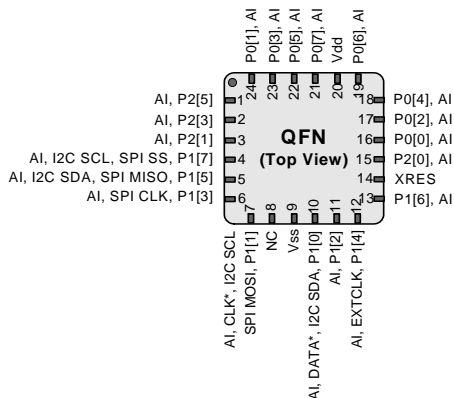 P0[1], AI
P0[3], AI
P0[5], AI
P0[7], AI
Vdd
P0[6], AI
24
23
22
21
20
19
AI, P2[5]
AI, P2[3]
AI, P2[1]
AI, I2C SCL, SPI SS, P1[7]
AI, I2C SDA, SPI MISO, P1[5]
AI, SPI CLK, P1[3]
1
2
3
4
5
6
QFN
(Top View)
18
17
16
15
14
13
P0[4], AI
P0[2], AI
P0[0], AI
P2[0], AI
XRES
P1[6], AI
7
8
9
10
11
12
AI, CLK*, I2C SCL
SPI MOSI, P1[1]
NC
Vss
AI, DATA*, I2C SDA, P1[0]
AI, P1[2]
AI, EXTCLK, P1[4]